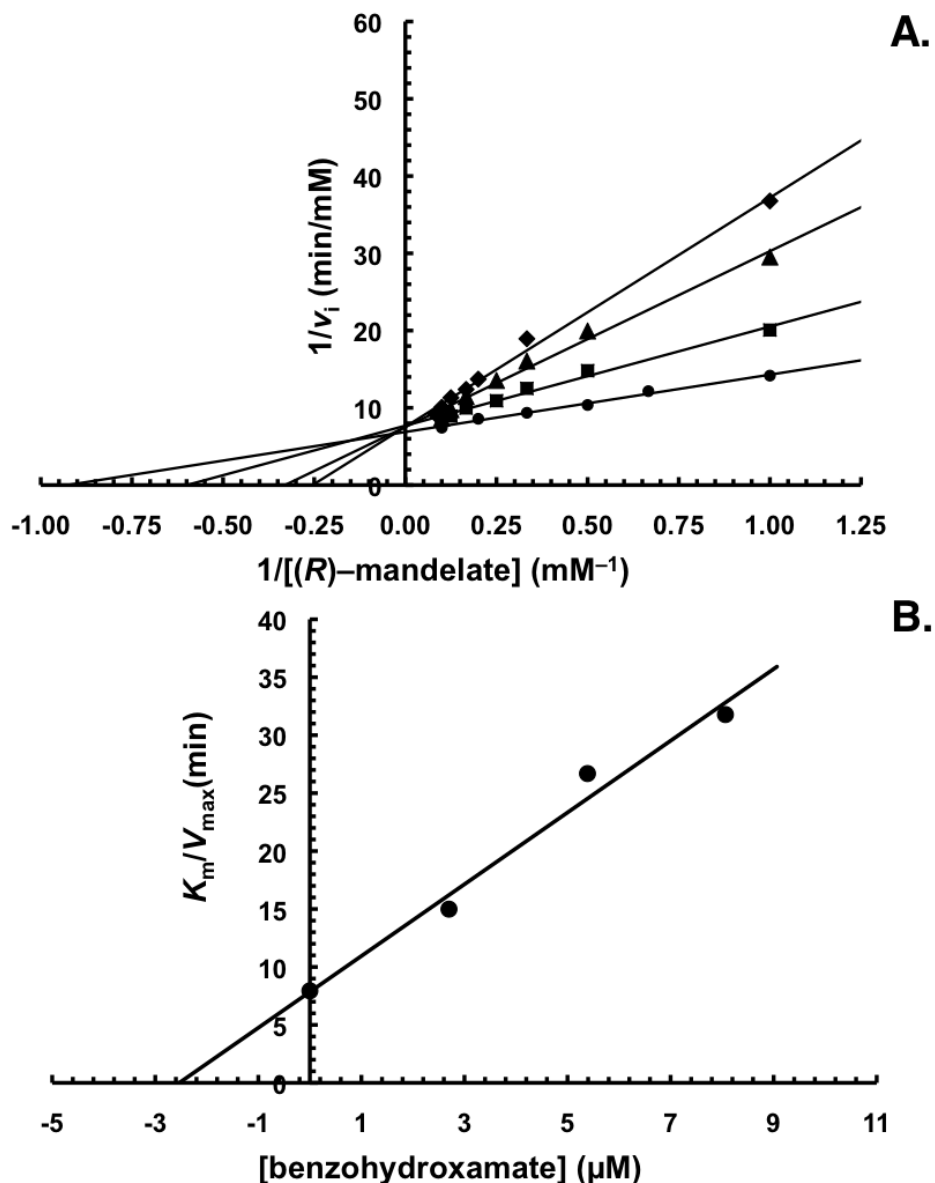 A.
60
50
40
30
20
10
0
1/vi (min/mM)
-1.00 -0.75 -0.50 -0.25 0.00 0.25 0.50 0.75 1.00 1.25
1/[(R)–mandelate] (mM⁻¹)
B.
40
35
30
25
20
15
10
5
0
Km/Vmax(min)
-5 -3 -1 1 3 5 7 9 11
[benzohydroxamate] (µM)